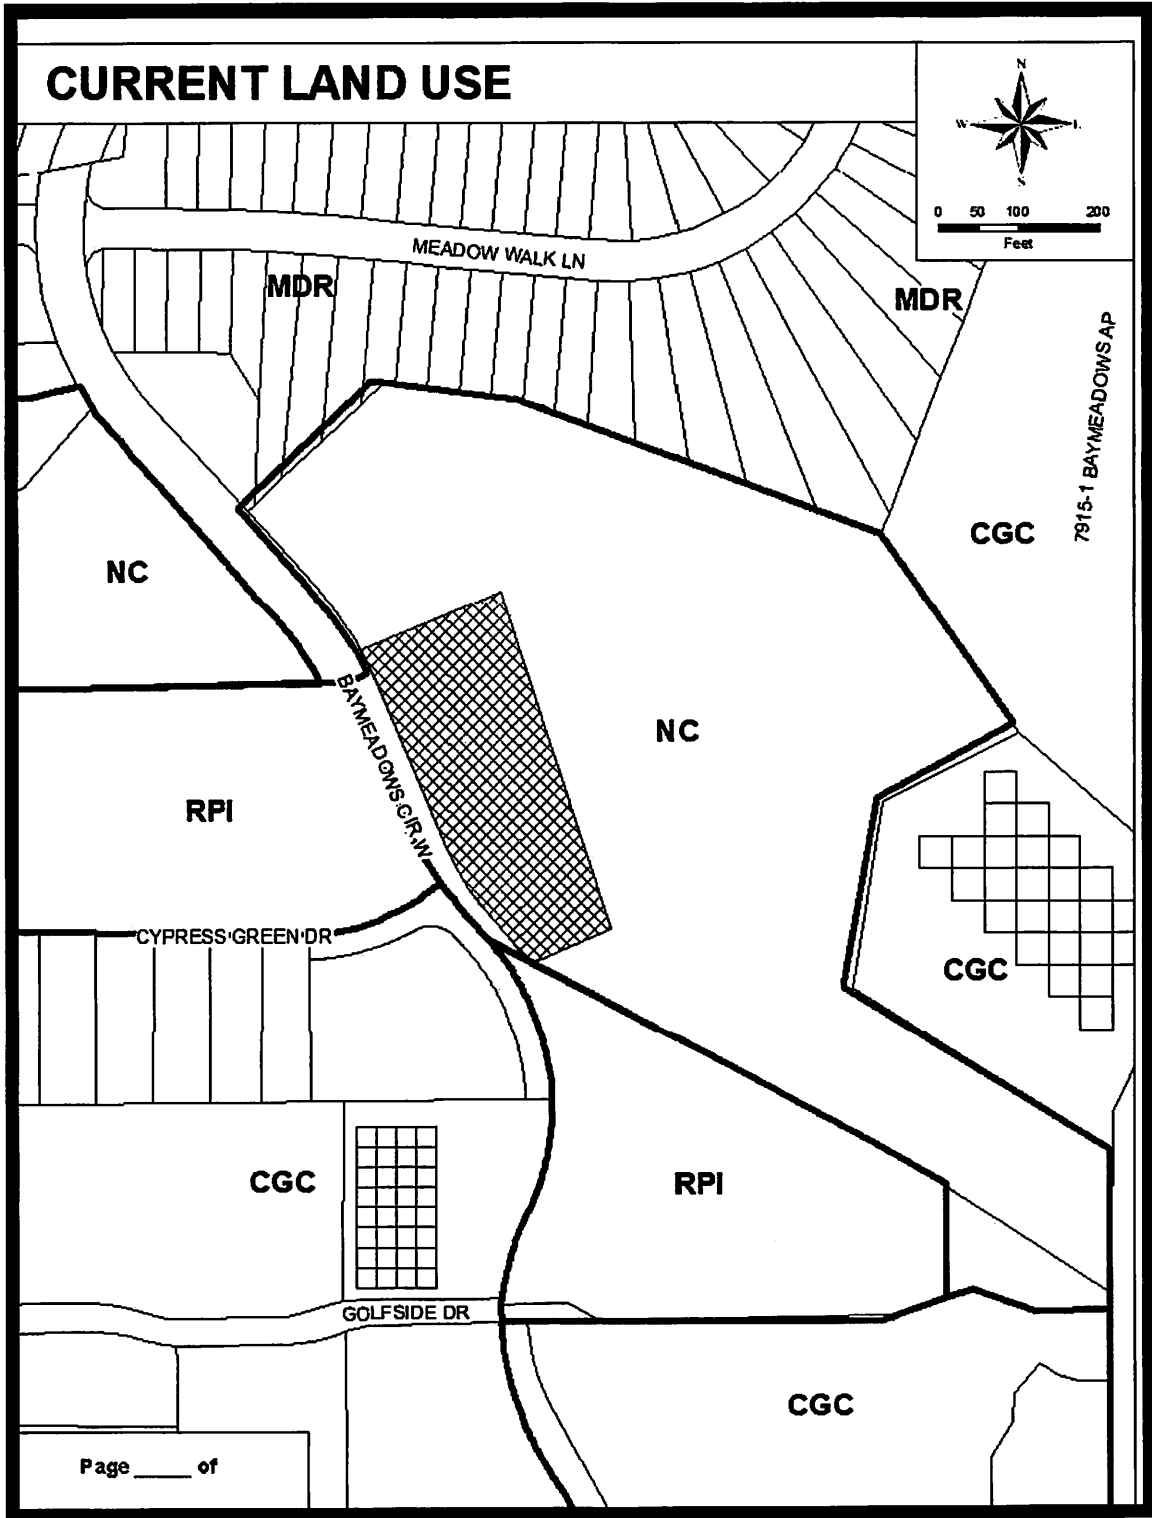 CURRENT LAND USE
N
W
S
0 50 100 200
Feet
MEADOW WALK LN
MDR
MDR
7915-1 BAYMEADOWS AP
CGC
NC
NC
BAYMEADOWS CIR W
RPI
CYPRESS GREEN DR
CGC
CGC
RPI
GOLFSIDE DR
CGC
Page _____ of